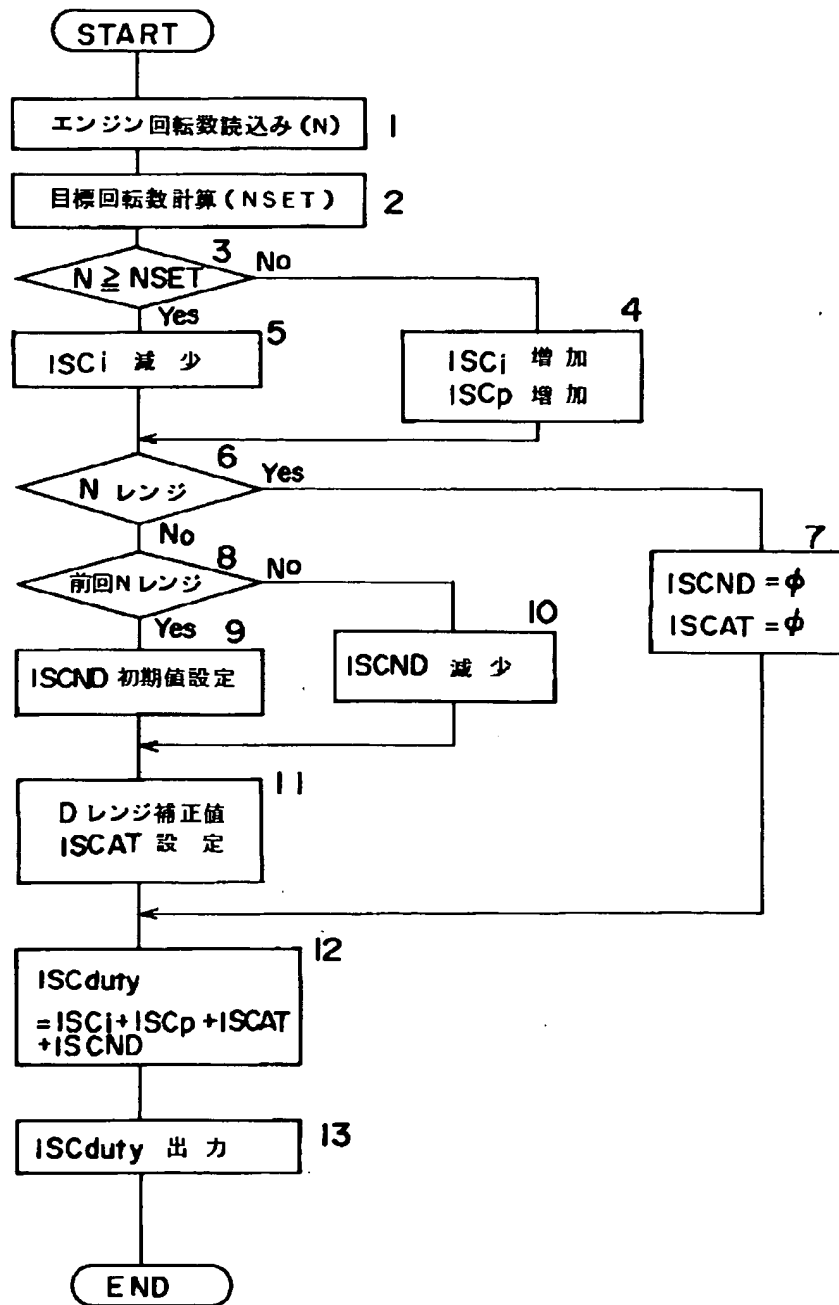 START
エンジン回転数読込み(N)
1
目標回転数計算(NSET)
2
3
N ≧ NSET
No
Yes
5
ISCi 減少
4
ISCi 増加
ISCp 増加
6
N レンジ
Yes
No
7
ISCND = φ
ISCAT = φ
8
前回Nレンジ
No
Yes
9
ISCND 初期値設定
10
ISCND 減少
11
D レンジ補正値
ISCAT 設定
12
ISCduty
=ISCi+ISCp+ISCAT
+ISCND
ISCduty 出力
13
END